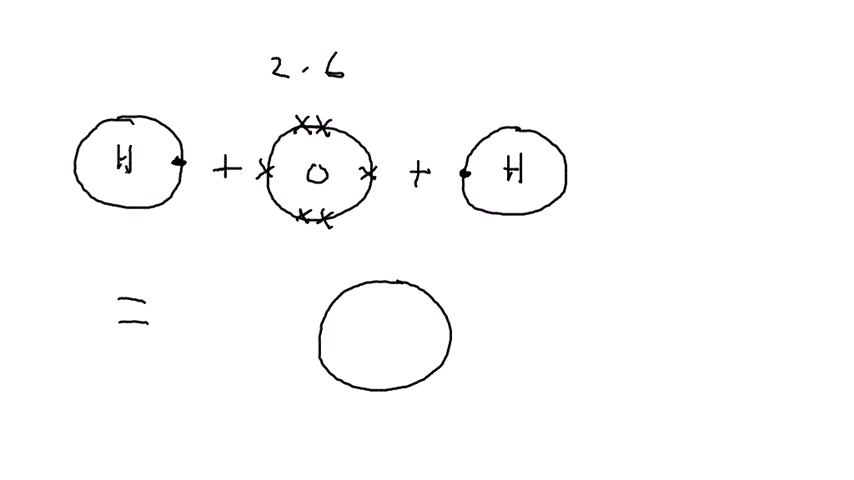 2.6
H + O + H
=